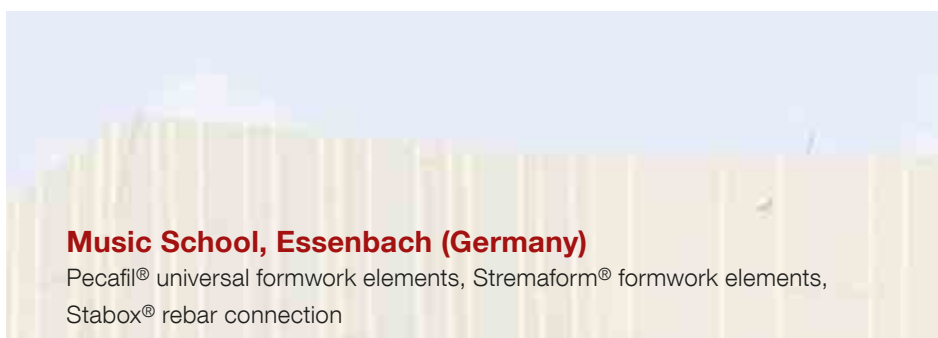 Music School, Essenbach (Germany)
Pecafil® universal formwork elements, Stremaform® formwork elements,
Stabox® rebar connection